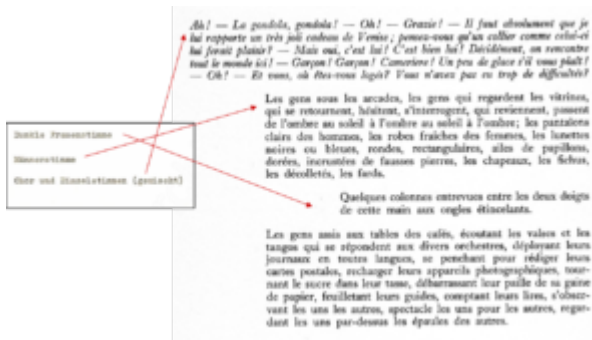 Ah! — La gondola, gondola! — Oh! — Grazie! — Il faut absolument que je
lui rapporte un très joli cadeau de Venise; pensez-vous qu'un collier comme celui-ci
lui ferait plaisir? — Mais oui, c'est lui! C'est bien lui! Décidément, on rencontre
tout le monde ici! — Garçon! Garçon! Cameriere! Un peu de glace s'il vous plaît!
— Oh! — Et vous, où êtes-vous logés? Vous n'avez pas eu trop de difficultés?
Les gens sous les arcades, les gens qui regardent les vitrines,
qui se retournent, hésitent, s'interrogent, qui reviennent, passent
de l'ombre au soleil à l'ombre au soleil à l'ombre; les pantalons
clairs des hommes, les robes fraîches des femmes, les lunettes
noires ou bleues, rondes, rectangulaires, ailes de papillons,
dorées, incrustées de fausses pierres, les chapeaux, les fichus,
les décolletés, les fards.
Dunkle Frauenstimme
Männerstimme
Chor und Einzelstimmen (gemischt)
Quelques colonnes entrevues entre les deux doigts
de cette main aux ongles étincelants.
Les gens assis aux tables des cafés, écoutant les valses et les
tangos qui se répondent aux divers orchestres, déployant leurs
journaux en toutes langues, se penchant pour rédiger leurs
cartes postales, recharger leurs appareils photographiques, tour-
nant le sucre dans leur tasse, débarrassant leur paille de sa gaine
de papier, feuilletant leurs guides, comptant leurs lires, s'obser-
vant les uns les autres, spectacle les uns pour les autres, regar-
dant les uns par-dessus les épaules des autres.